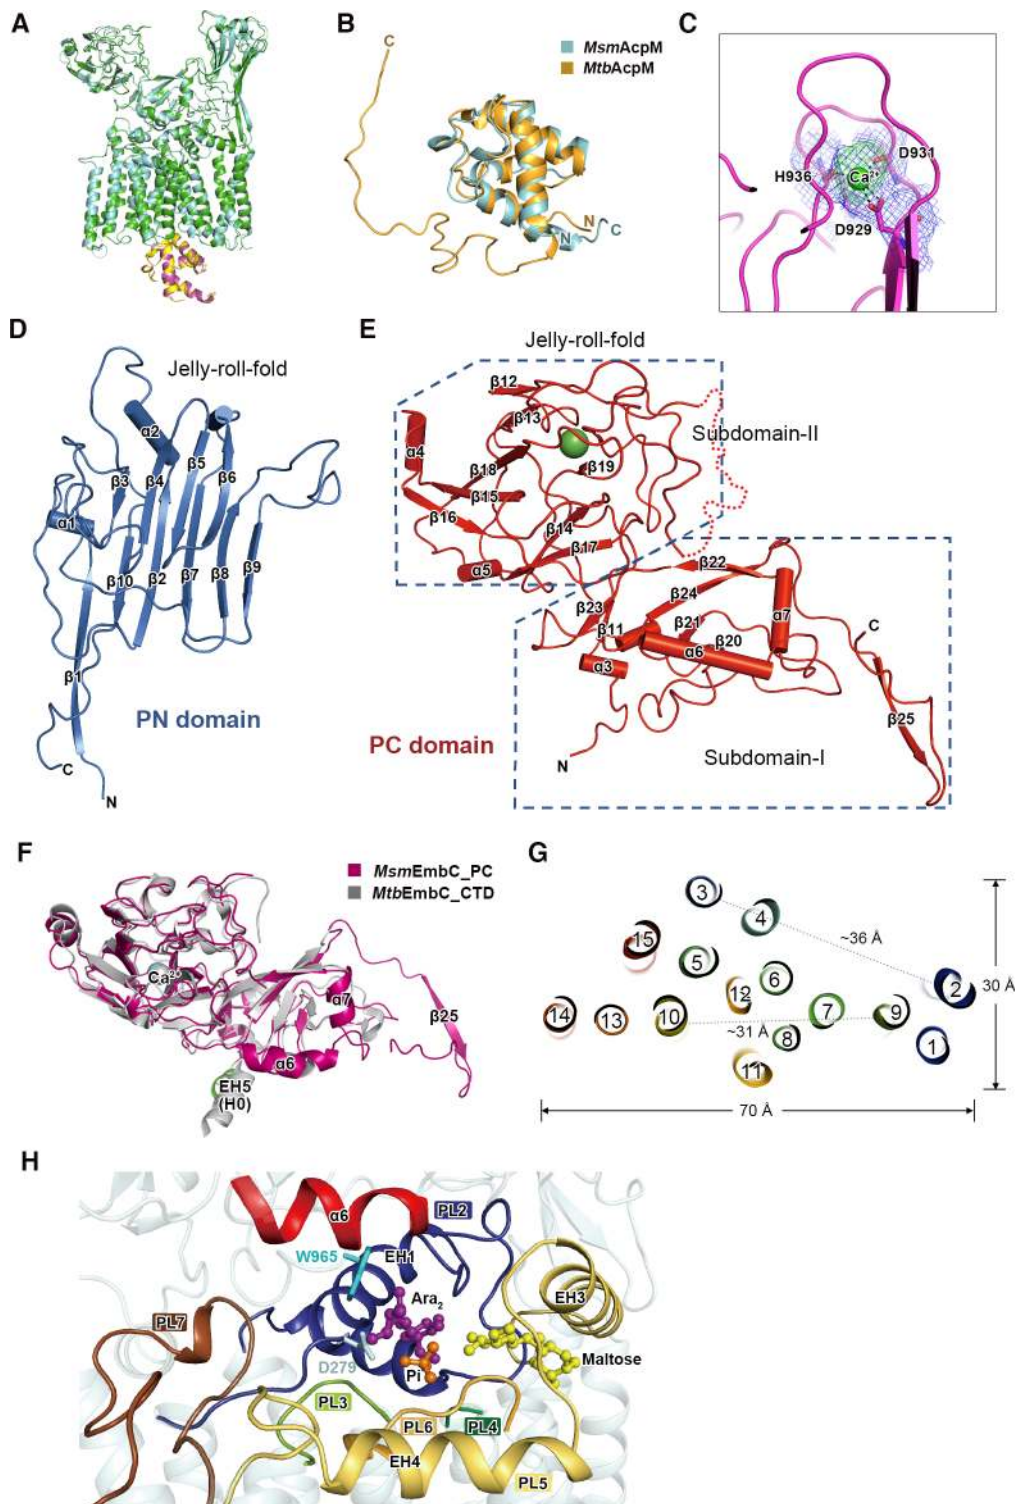 A
B
C
MsmAcpM
MtbAcpM
C
N
N
C
D931
H936
Ca²⁺
D929
D
E
Jelly-roll-fold
Jelly-roll-fold
α2
β5
β3
β4
β6
α1
β10
β2
β7
β8
β9
β1
PN domain
C
N
β12
β13
α4
Subdomain-II
β18
β19
β15
β16
β14
β17
α5
β22
β23
β24
α7
β11
β21
β20
C
α6
α3
β25
PC domain
N
Subdomain-I
F
MsmEmbC_PC
MtbEmbC_CTD
Ca²⁺
α7
β25
α6
EH5
(H0)
G
3
4
~36 Å
15
5
6
2
30 Å
12
14
13
10
7
9
~31 Å
8
1
11
70 Å
H
α6
PL2
W965
EH1
Ara₂
EH3
PL7
Maltose
D279
Pi
PL3
PL6
PL4
EH4
PL5